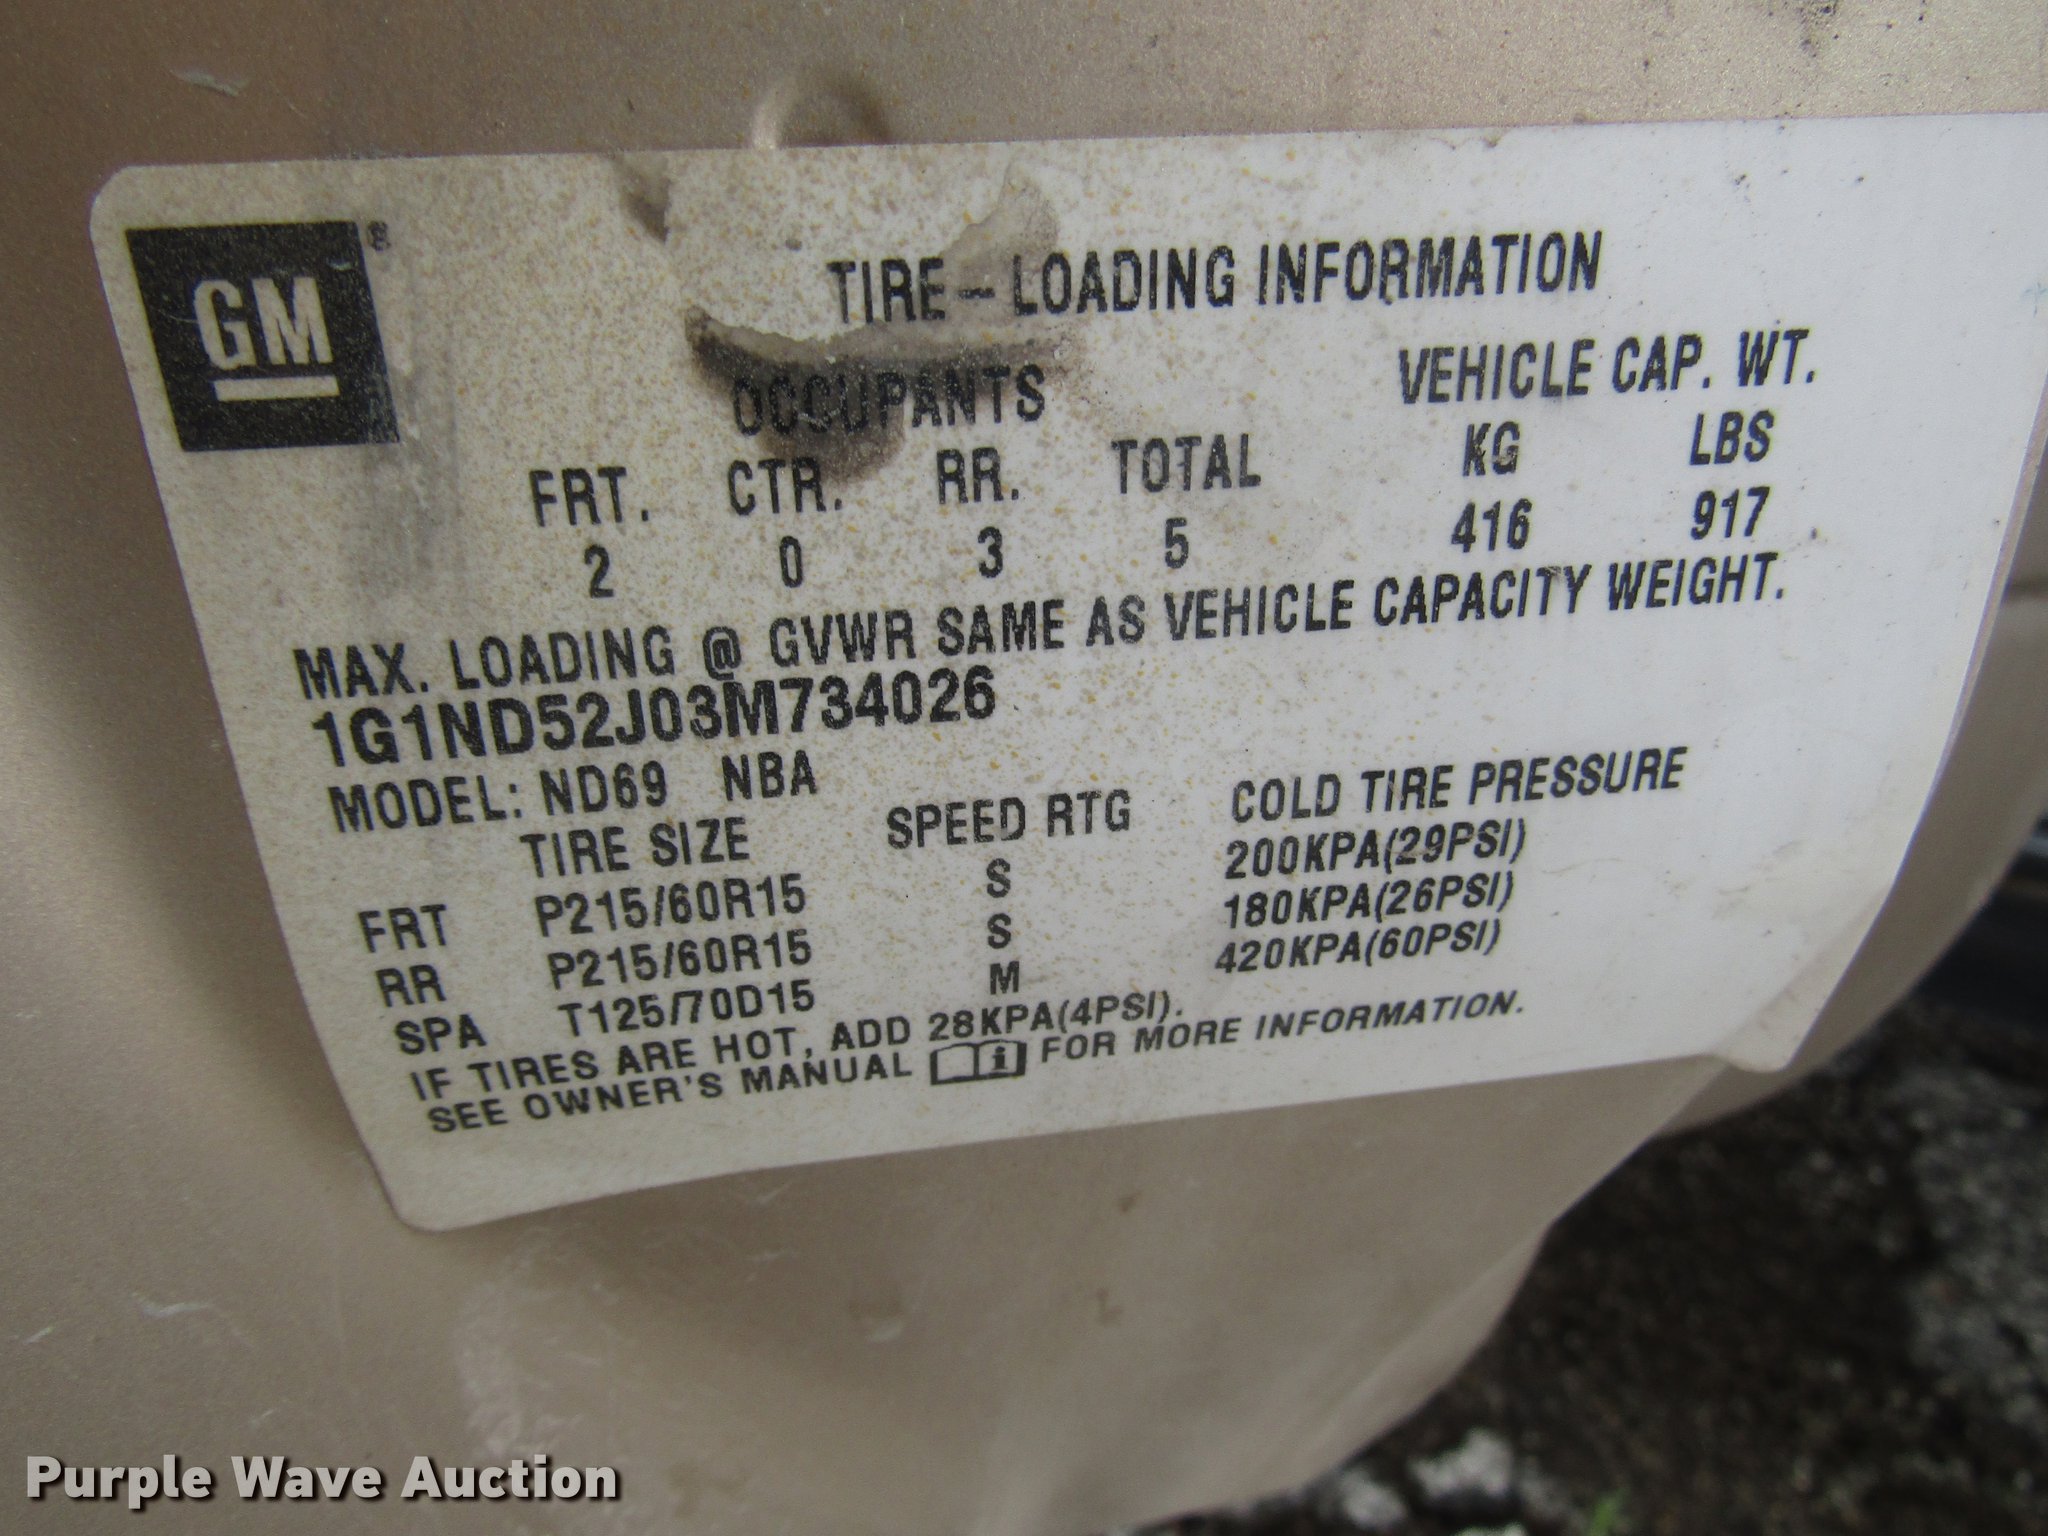 GM ®
TIRE - LOADING INFORMATION
OCCUPANTS VEHICLE CAP. WT.
FRT. CTR. RR. TOTAL KG LBS
2 0 3 5 416 917
MAX. LOADING @ GVWR SAME AS VEHICLE CAPACITY WEIGHT.
1G1ND52J03M734026
MODEL: ND69 NBA
TIRE SIZE SPEED RTG COLD TIRE PRESSURE
FRT P215/60R15 S 200KPA(29PSI)
RR P215/60R15 S 180KPA(26PSI)
SPA T125/70D15 M 420KPA(60PSI)
IF TIRES ARE HOT, ADD 28KPA(4PSI).
SEE OWNER'S MANUAL i FOR MORE INFORMATION.
Purple Wave Auction